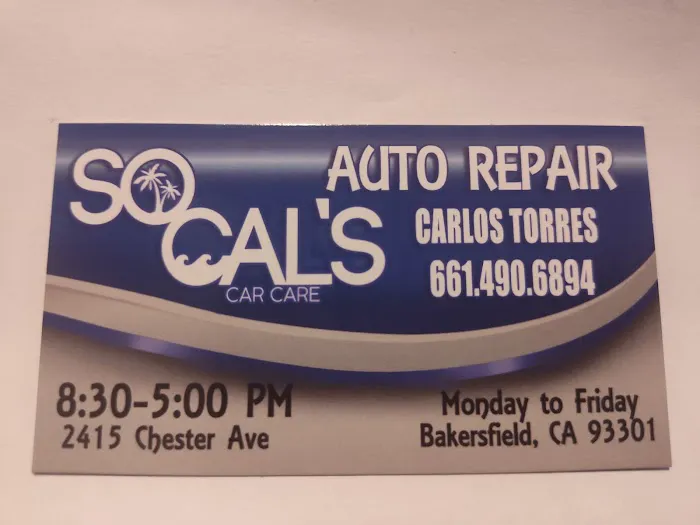 SO
CAL'S
CAR CARE
AUTO REPAIR
CARLOS TORRES
661.490.6894
8:30-5:00 PM
2415 Chester Ave
Monday to Friday
Bakersfield, CA 93301